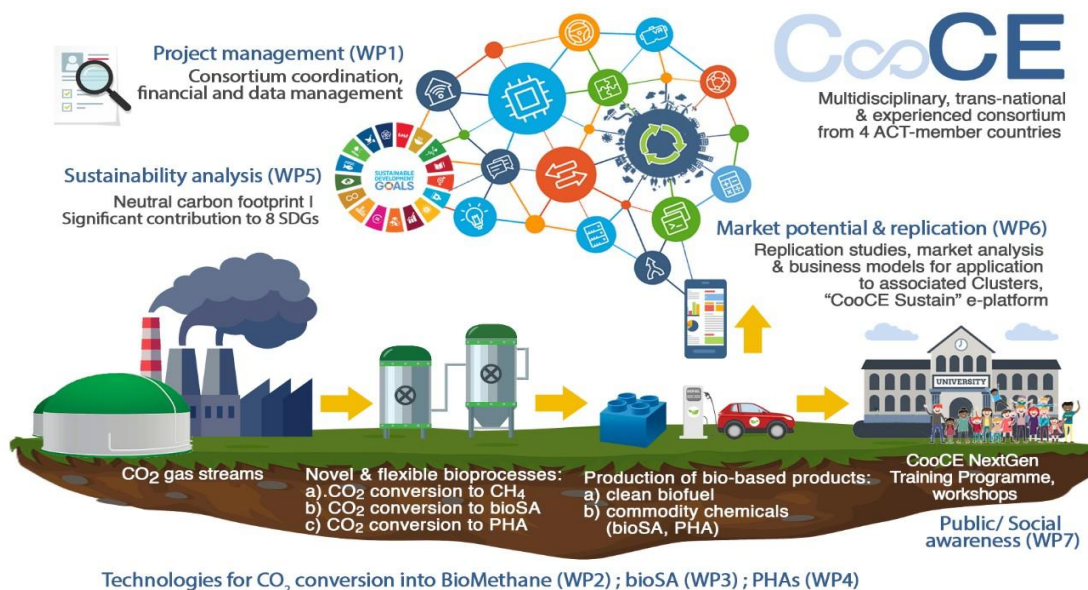 Project management (WP1)
Consortium coordination,
financial and data management
CooCE
Multidisciplinary, trans-national
& experienced consortium
from 4 ACT-member countries
Sustainability analysis (WP5)
Neutral carbon footprint |
Significant contribution to 8 SDGs
SUSTAINABLE
DEVELOPMENT
GOALS
Market potential & replication (WP6)
Replication studies, market analysis
& business models for application
to associated Clusters,
“CooCE Sustain” e-platform
UNIVERSITY
CO₂ gas streams
Novel & flexible bioprocesses:
a).CO₂ conversion to CH₄
b) CO₂ conversion to bioSA
c) CO₂ conversion to PHA
Production of bio-based products:
a) clean biofuel
b) commodity chemicals
(bioSA, PHA)
CooCE NextGen
Training Programme,
workshops
Public/ Social
awareness (WP7)
Technologies for CO₂ conversion into BioMethane (WP2) ; bioSA (WP3) ; PHAs (WP4)